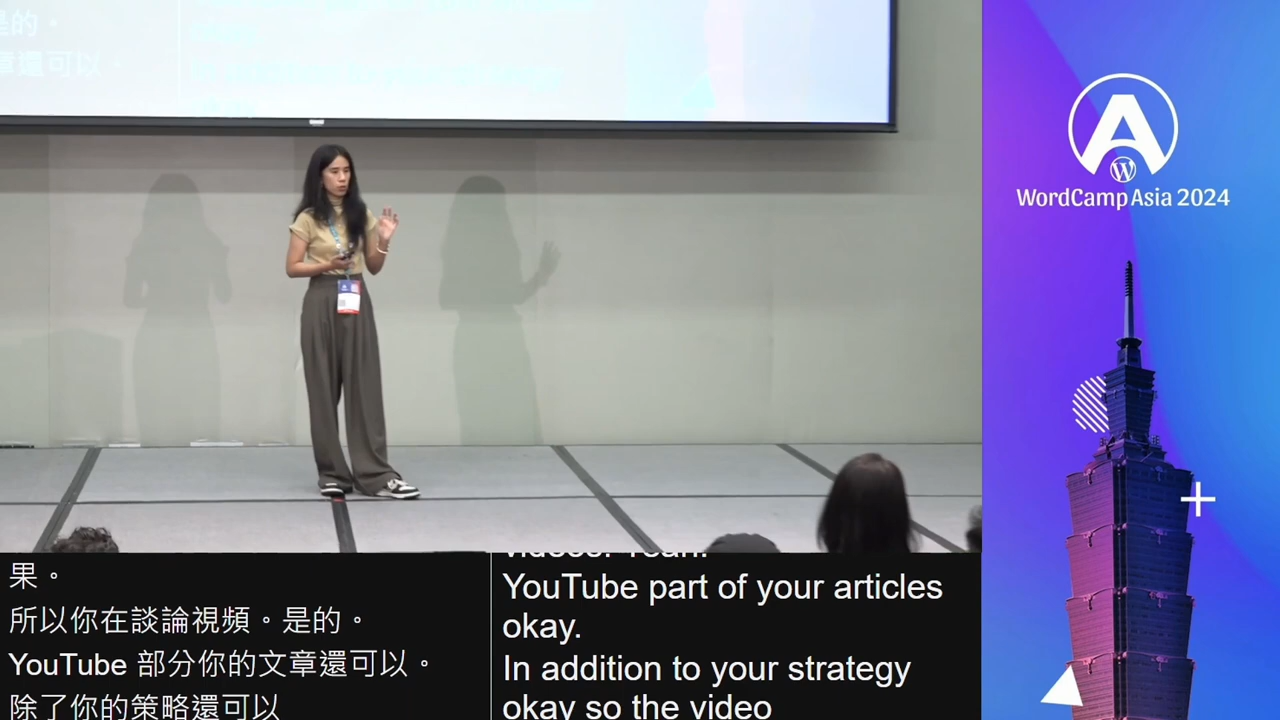 是的。
章還可以。
WordCamp Asia 2024
果。
所以你在談論視頻。是的。
YouTube 部分你的文章還可以。
除了你的策略還可以
videos. Yeah.
YouTube part of your articles
okay.
In addition to your strategy
okay so the video